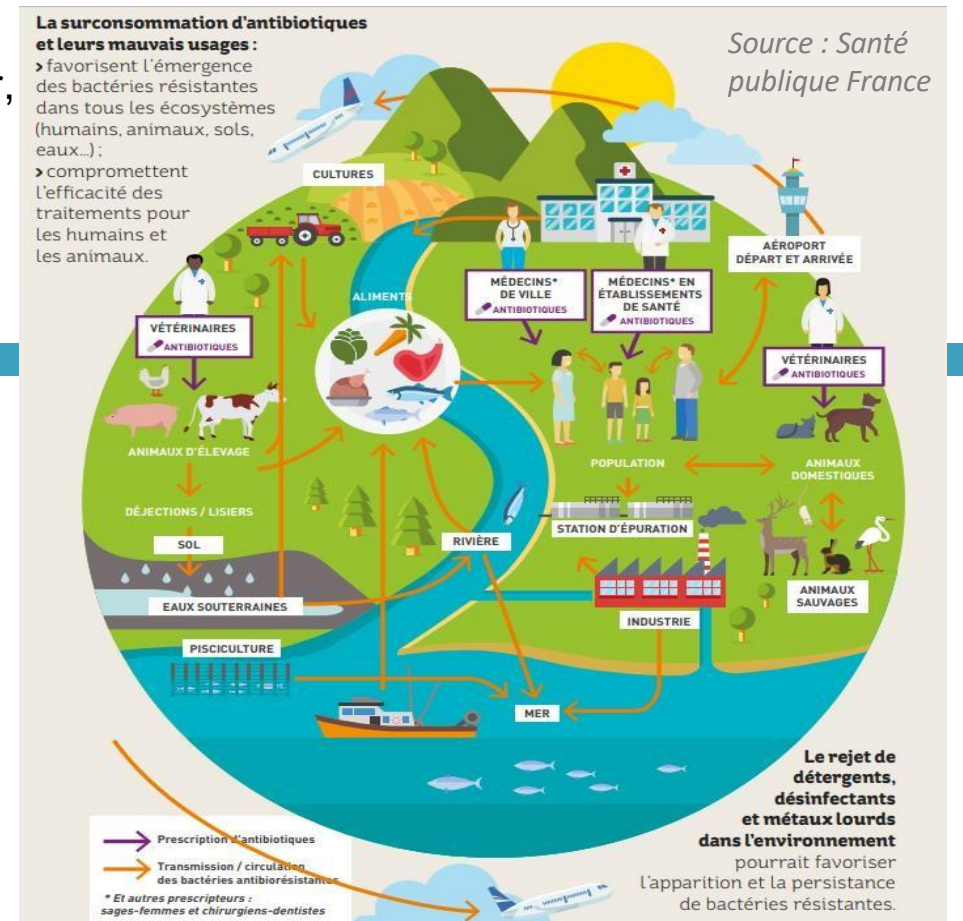 La surconsommation d'antibiotiques
et leurs mauvais usages :
› favorisent l'émergence
des bactéries résistantes
dans tous les écosystèmes
(humains, animaux, sols,
eaux…) ;
› compromettent
l'efficacité des
traitements pour
les humains et
les animaux.
Source : Santé
publique France
CULTURES
AÉROPORT
DÉPART ET ARRIVÉE
MÉDECINS*
DE VILLE
ANTIBIOTIQUES
MÉDECINS* EN
ÉTABLISSEMENTS
DE SANTÉ
ANTIBIOTIQUES
ALIMENTS
VÉTÉRINAIRES
ANTIBIOTIQUES
VÉTÉRINAIRES
ANTIBIOTIQUES
ANIMAUX D'ÉLEVAGE
POPULATION
ANIMAUX
DOMESTIQUES
DÉJECTIONS / LISIERS
STATION D'ÉPURATION
SOL
RIVIÈRE
EAUX SOUTERRAINES
ANIMAUX
SAUVAGES
INDUSTRIE
PISCICULTURE
MER
Le rejet de
détergents,
désinfectants
et métaux lourds
dans l'environnement
pourrait favoriser
l'apparition et la persistance
de bactéries résistantes.
Prescription d'antibiotiques
Transmission / circulation
des bactéries antibiorésistantes
* Et autres prescripteurs :
sages-femmes et chirurgiens-dentistes